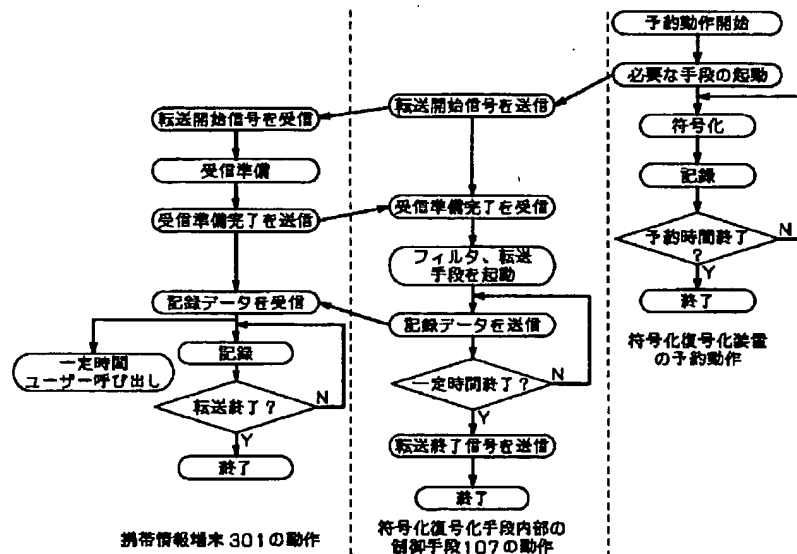 予約動作開始
必要な手段の起動
符号化
記録
予約時間終了
?
N
Y
終了
符号化復号化装置
の予約動作
転送開始信号を送信
受信準備完了を受信
フィルタ、転送
手段を起動
記録データを送信
一定時間終了?
N
Y
転送終了信号を送信
終了
符号化復号化手段内部の
制御手段107の動作
転送開始信号を受信
受信準備
受信準備完了を送信
記録データを受信
一定時間
ユーザー呼び出し
記録
転送終了?
N
Y
終了
携帯情報端末301の動作